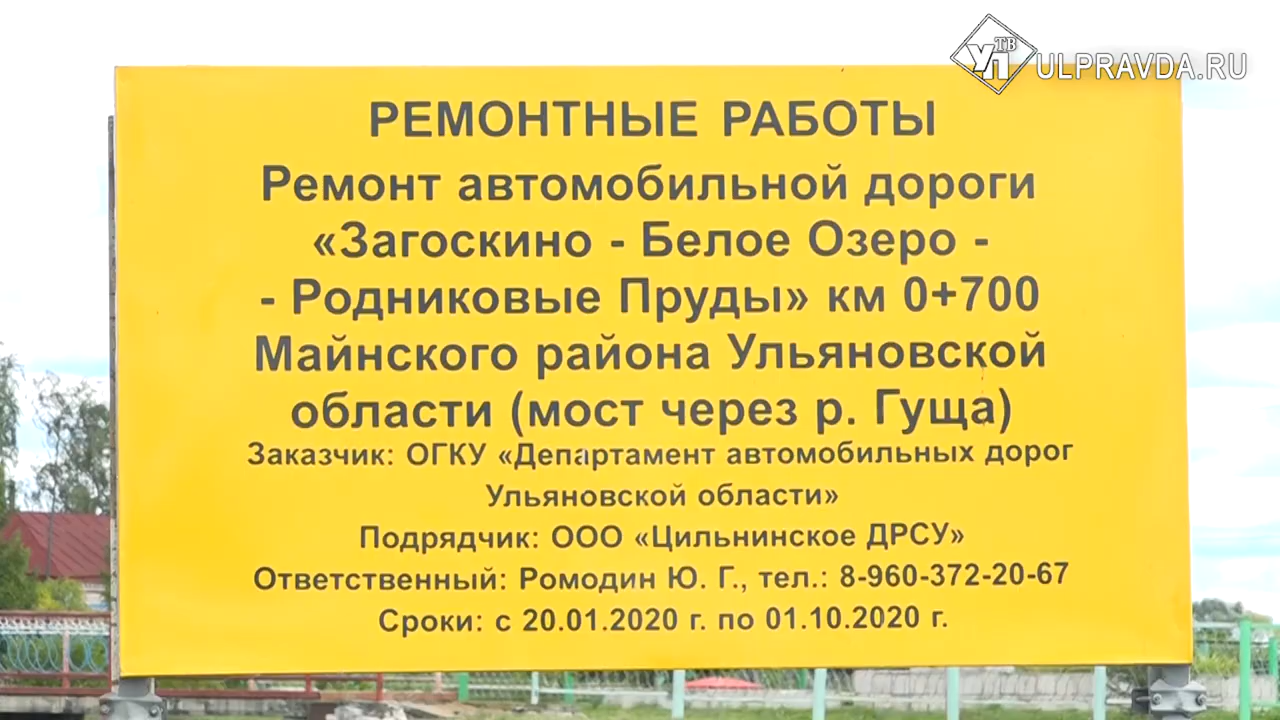 УП ТВ ULPRAVDA.RU
РЕМОНТНЫЕ РАБОТЫ
Ремонт автомобильной дороги
«Загоскино - Белое Озеро -
- Родниковые Пруды» км 0+700
Майнского района Ульяновской
области (мост через р. Гуща)
Заказчик: ОГКУ «Департамент автомобильных дорог
Ульяновской области»
Подрядчик: ООО «Цильнинское ДРСУ»
Ответственный: Ромодин Ю. Г., тел.: 8-960-372-20-67
Сроки: с 20.01.2020 г. по 01.10.2020 г.